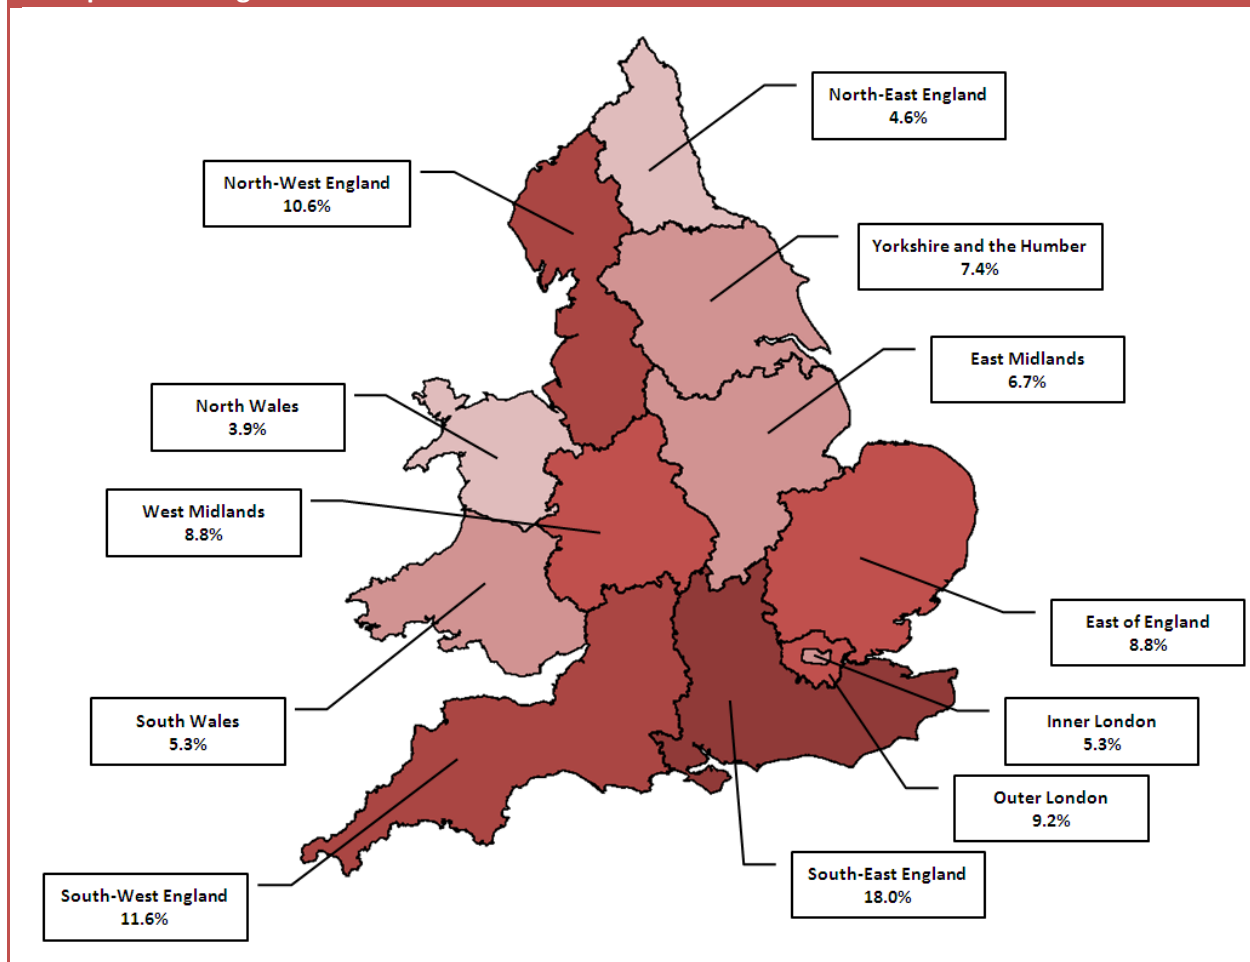 North-East England
4.6%
North-West England
10.6%
Yorkshire and the Humber
7.4%
East Midlands
6.7%
North Wales
3.9%
West Midlands
8.8%
East of England
8.8%
South Wales
5.3%
Inner London
5.3%
Outer London
9.2%
South-East England
18.0%
South-West England
11.6%